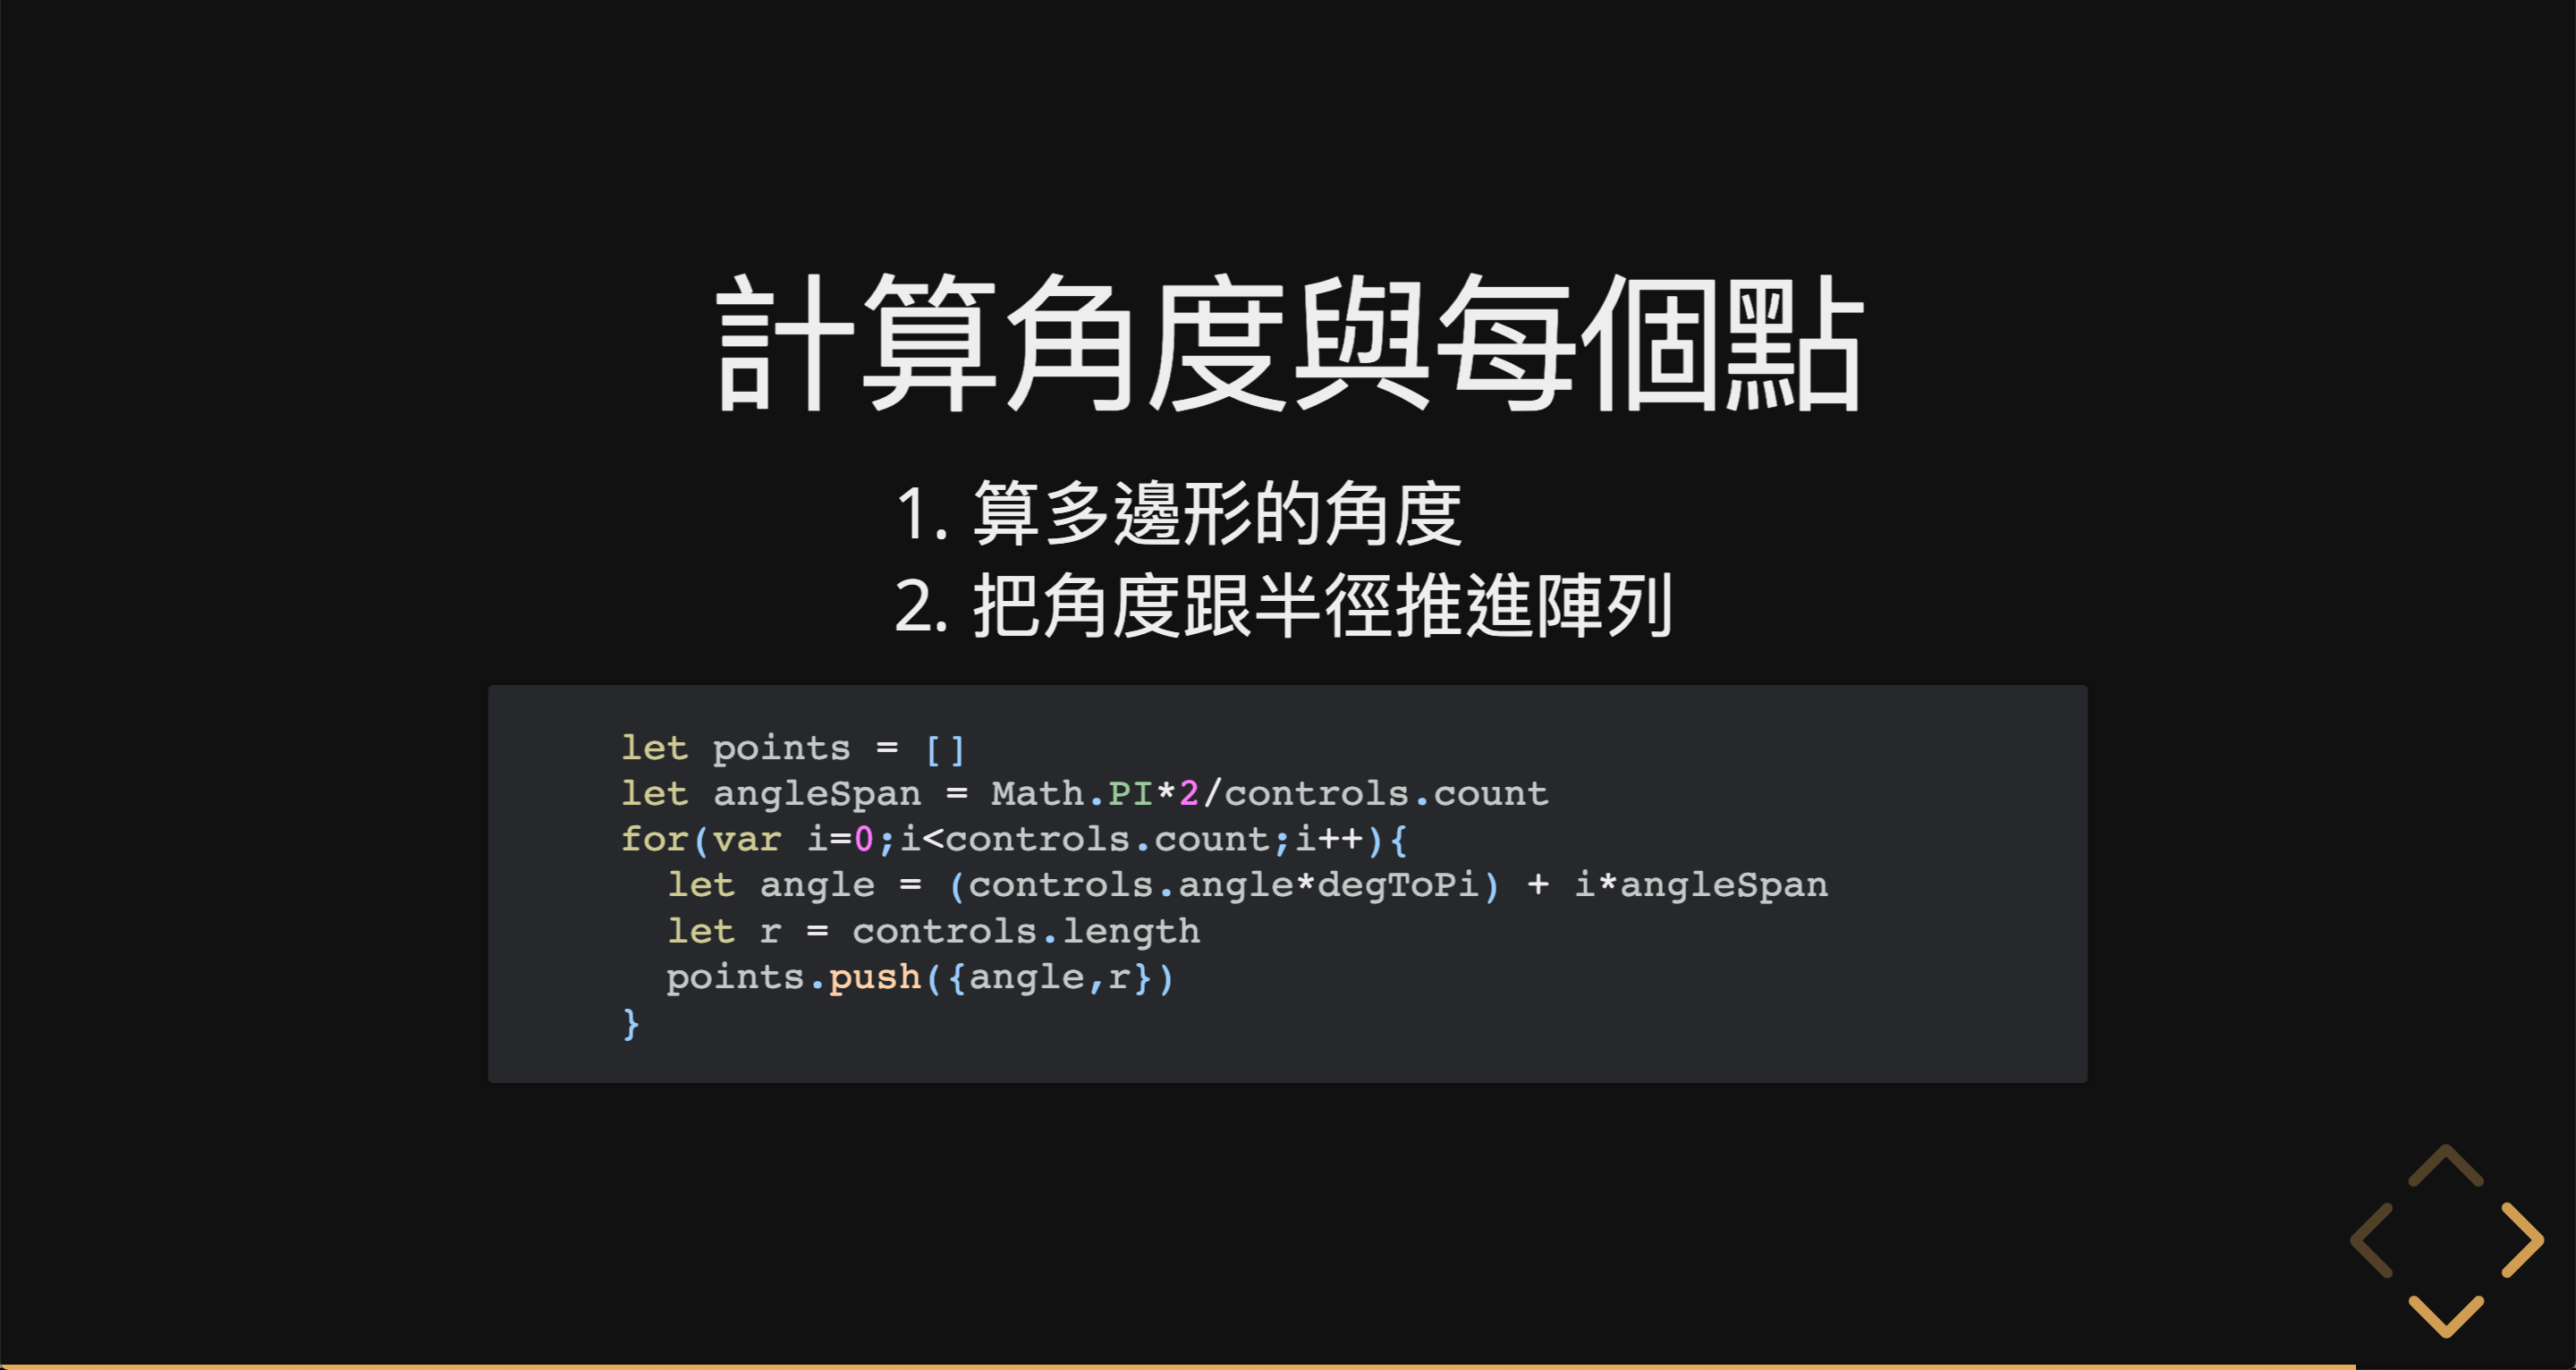 計算角度與每個點
1. 算多邊形的角度
2. 把角度跟半徑推進陣列
let points = []
let angleSpan = Math.PI*2/controls.count
for(var i=0;i<controls.count;i++){
  let angle = (controls.angle*degToPi) + i*angleSpan
  let r = controls.length
  points.push({angle,r})
}